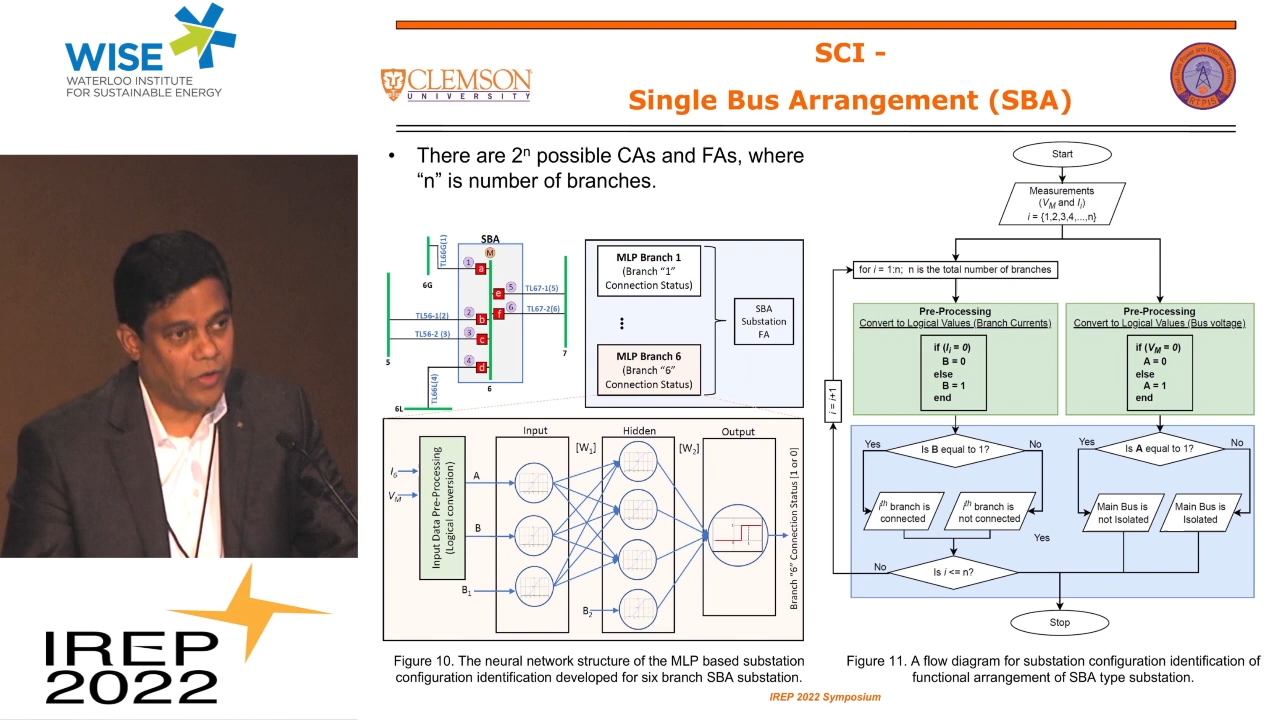 WISE
WATERLOO INSTITUTE
FOR SUSTAINABLE ENERGY
IREP
2022
CLEMSON
UNIVERSITY
SCI -
Single Bus Arrangement (SBA)
RTPIS
• There are 2ⁿ possible CAs and FAs, where
“n” is number of branches.
SBA
M
TL66G(1)
1
a
6G
5
TL67-1(5)
e
6
TL67-2(6)
f
TL56-1(2)
2
b
TL56-2 (3)
3
c
4
d
5
7
6
TL66L(4)
6L
MLP Branch 1
(Branch “1”
Connection Status)
MLP Branch 6
(Branch “6”
Connection Status)
SBA
Substation
FA
Input
Hidden
Output
[W₁]
[W₂]
I₆
V_M
Input Data Pre-Processing
(Logical conversion)
A
B
B₁
B₂
Branch “6” Connection Status [1 or 0]
Figure 10. The neural network structure of the MLP based substation
configuration identification developed for six branch SBA substation.
Start
Measurements
(V_M and I_i)
i = {1,2,3,4,...,n}
for i = 1:n; n is the total number of branches
Pre-Processing
Convert to Logical Values (Branch Currents)
if (I_i = 0)
B = 0
else
B = 1
end
Pre-Processing
Convert to Logical Values (Bus voltage)
if (V_M = 0)
A = 0
else
A = 1
end
i = i+1
Yes
Is B equal to 1?
No
Yes
Is A equal to 1?
No
iᵗʰ branch is
connected
iᵗʰ branch is
not connected
Main Bus is
not Isolated
Main Bus is
Isolated
Yes
No
Is i <= n?
Stop
Figure 11. A flow diagram for substation configuration identification of
functional arrangement of SBA type substation.
IREP 2022 Symposium